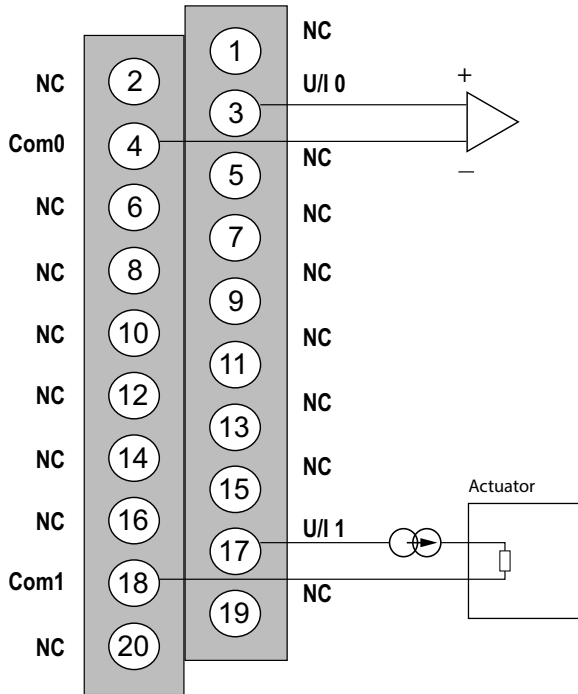 1 NC
NC 2
3 U/I 0 +
Com0 4
5 NC
−
NC 6
7 NC
NC 8
9 NC
NC 10
11 NC
NC 12
13 NC
NC 14
15 NC
Actuator
NC 16
17 U/I 1
Com1 18
19 NC
NC 20